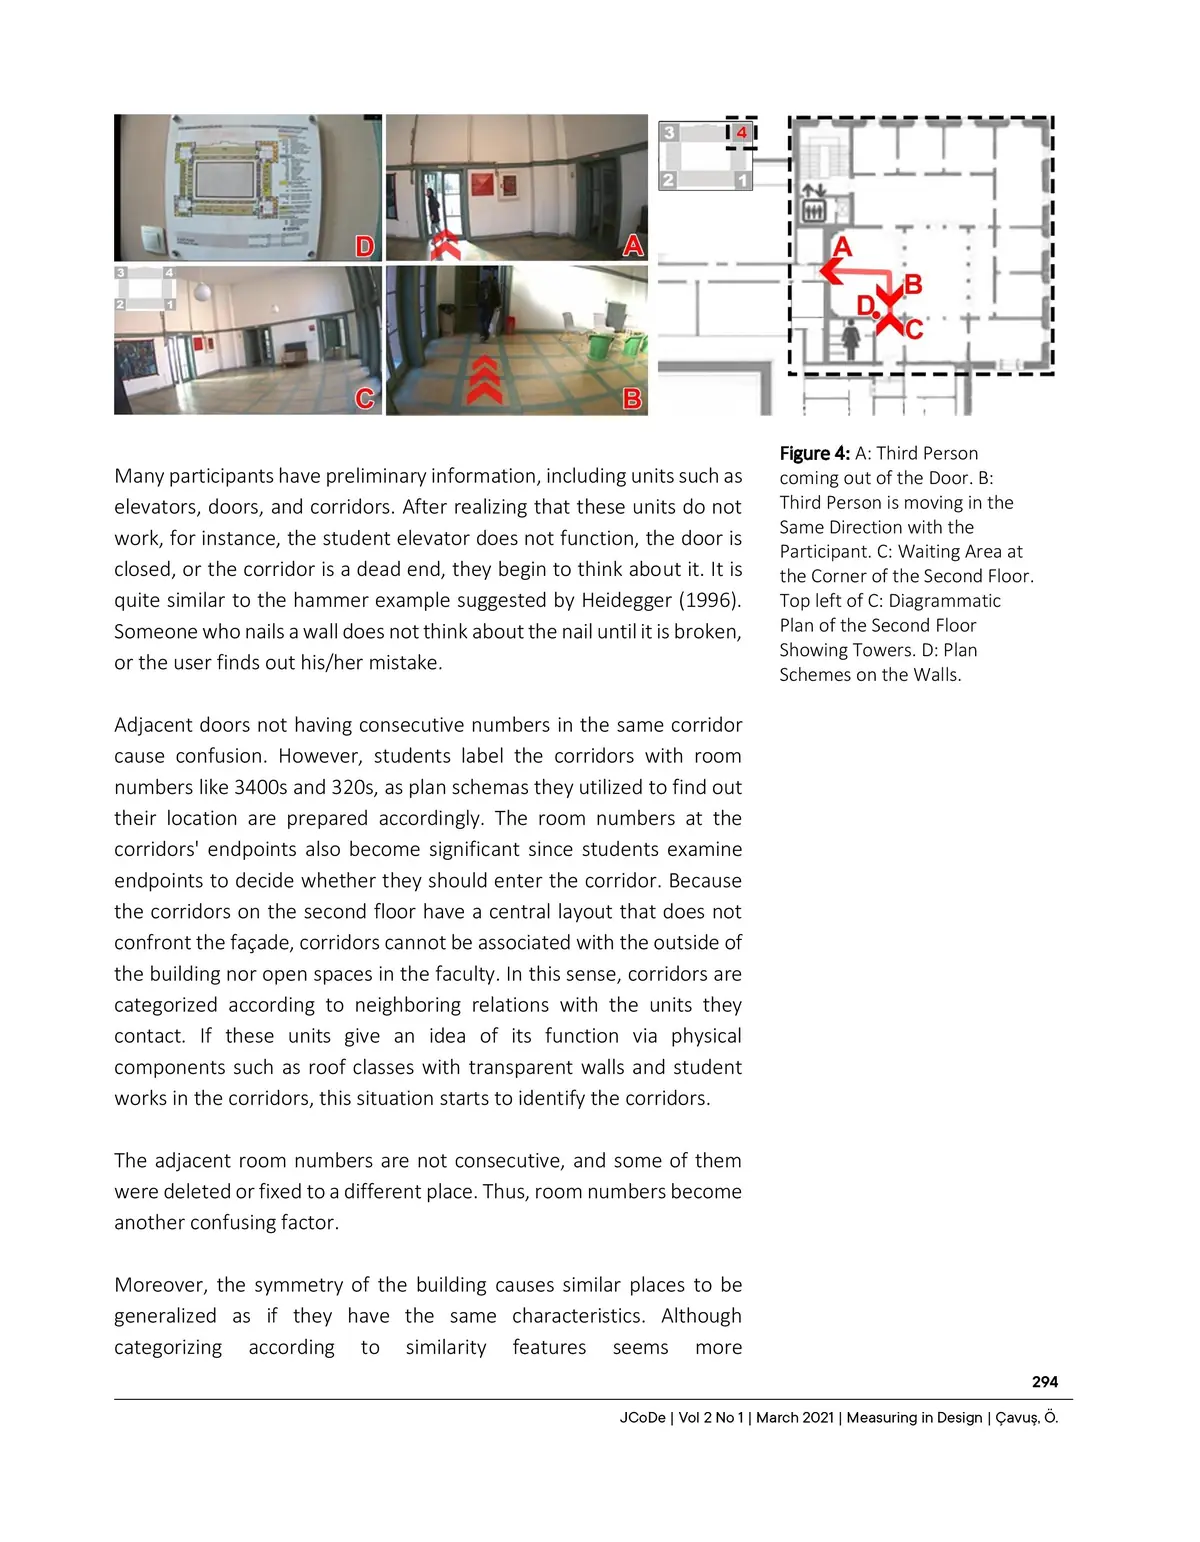 D
A
3 4
2 1
C
B
3 4
2 1
A
B
D
C
Figure 4: A: Third Person
coming out of the Door. B:
Third Person is moving in the
Same Direction with the
Participant. C: Waiting Area at
the Corner of the Second Floor.
Top left of C: Diagrammatic
Plan of the Second Floor
Showing Towers. D: Plan
Schemes on the Walls.
Many participants have preliminary information, including units such as
elevators, doors, and corridors. After realizing that these units do not
work, for instance, the student elevator does not function, the door is
closed, or the corridor is a dead end, they begin to think about it. It is
quite similar to the hammer example suggested by Heidegger (1996).
Someone who nails a wall does not think about the nail until it is broken,
or the user finds out his/her mistake.
Adjacent doors not having consecutive numbers in the same corridor
cause confusion. However, students label the corridors with room
numbers like 3400s and 320s, as plan schemas they utilized to find out
their location are prepared accordingly. The room numbers at the
corridors' endpoints also become significant since students examine
endpoints to decide whether they should enter the corridor. Because
the corridors on the second floor have a central layout that does not
confront the façade, corridors cannot be associated with the outside of
the building nor open spaces in the faculty. In this sense, corridors are
categorized according to neighboring relations with the units they
contact. If these units give an idea of its function via physical
components such as roof classes with transparent walls and student
works in the corridors, this situation starts to identify the corridors.
The adjacent room numbers are not consecutive, and some of them
were deleted or fixed to a different place. Thus, room numbers become
another confusing factor.
Moreover, the symmetry of the building causes similar places to be
generalized as if they have the same characteristics. Although
categorizing according to similarity features seems more
294
JCoDe | Vol 2 No 1 | March 2021 | Measuring in Design | Çavuş, Ö.